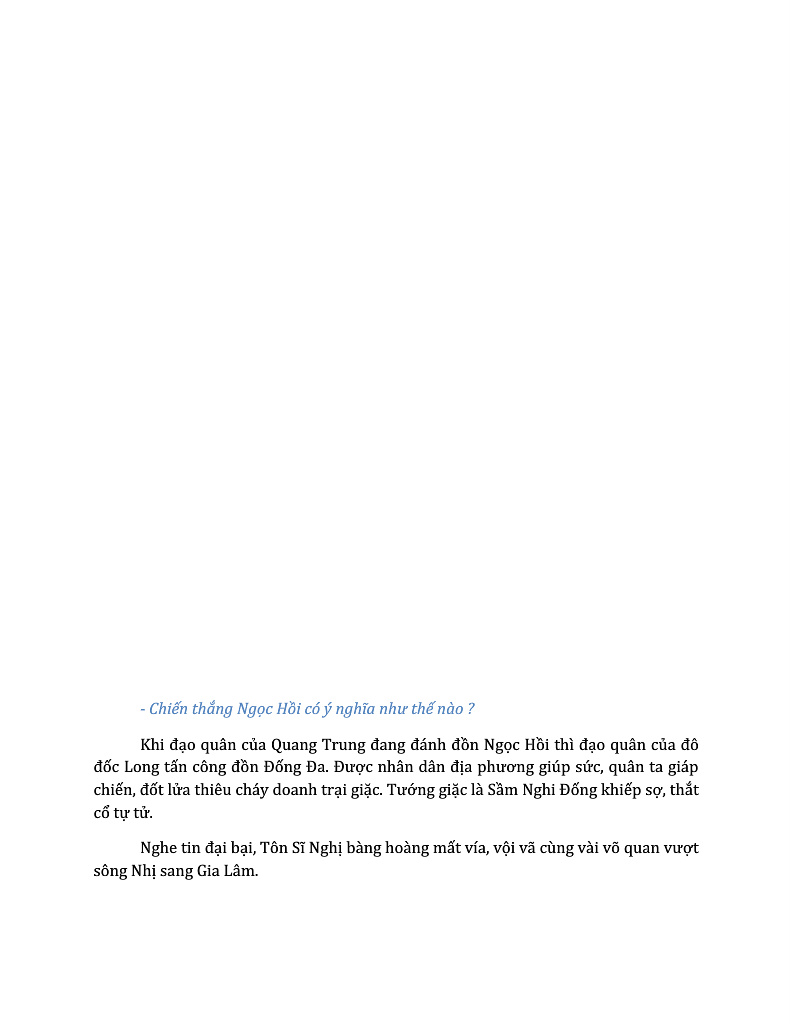 - Chiến thắng Ngọc Hồi có ý nghĩa như thế nào ?
Khi đạo quân của Quang Trung đang đánh đồn Ngọc Hồi thì đạo quân của đô
đốc Long tấn công đồn Đống Đa. Được nhân dân địa phương giúp sức, quân ta giáp
chiến, đốt lửa thiêu cháy doanh trại giặc. Tướng giặc là Sầm Nghi Đống khiếp sợ, thắt
cổ tự tử.
Nghe tin đại bại, Tôn Sĩ Nghị bàng hoàng mất vía, vội vã cùng vài võ quan vượt
sông Nhị sang Gia Lâm.